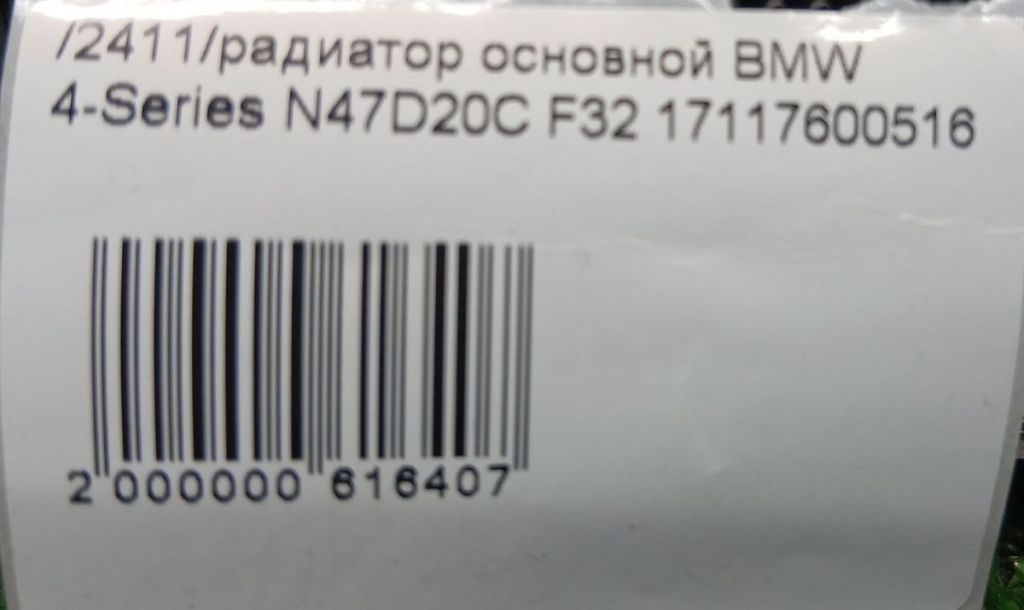 /2411/радиатор основной BMW
4-Series N47D20C F32 17117600516
2 000000 616407